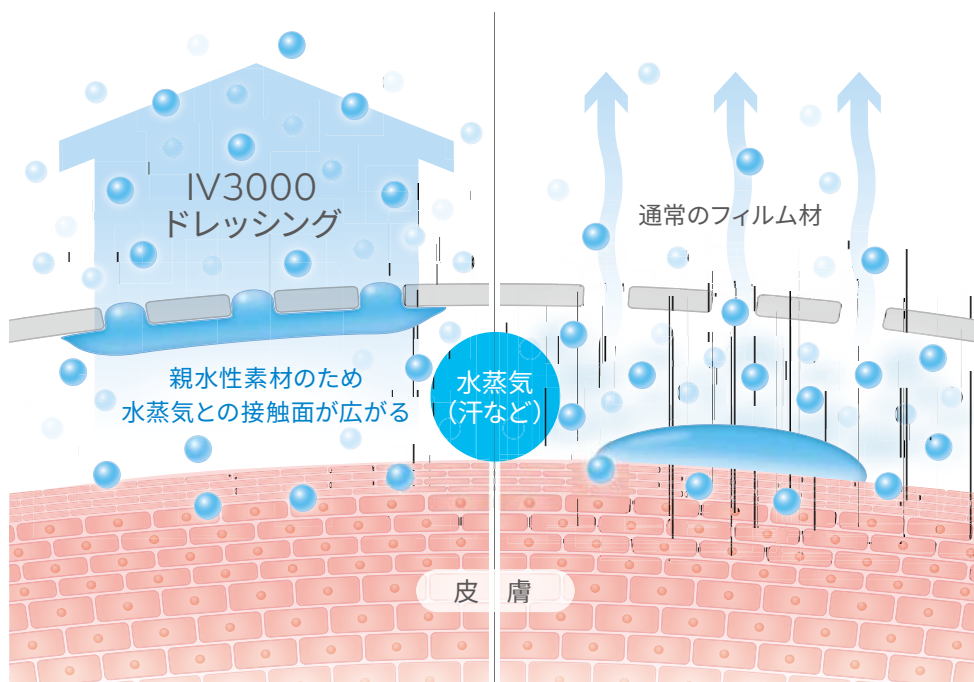 IV3000
ドレッシング
通常のフィルム材
親水性素材のため
水蒸気との接触面が広がる
水蒸気
（汗など）
皮膚